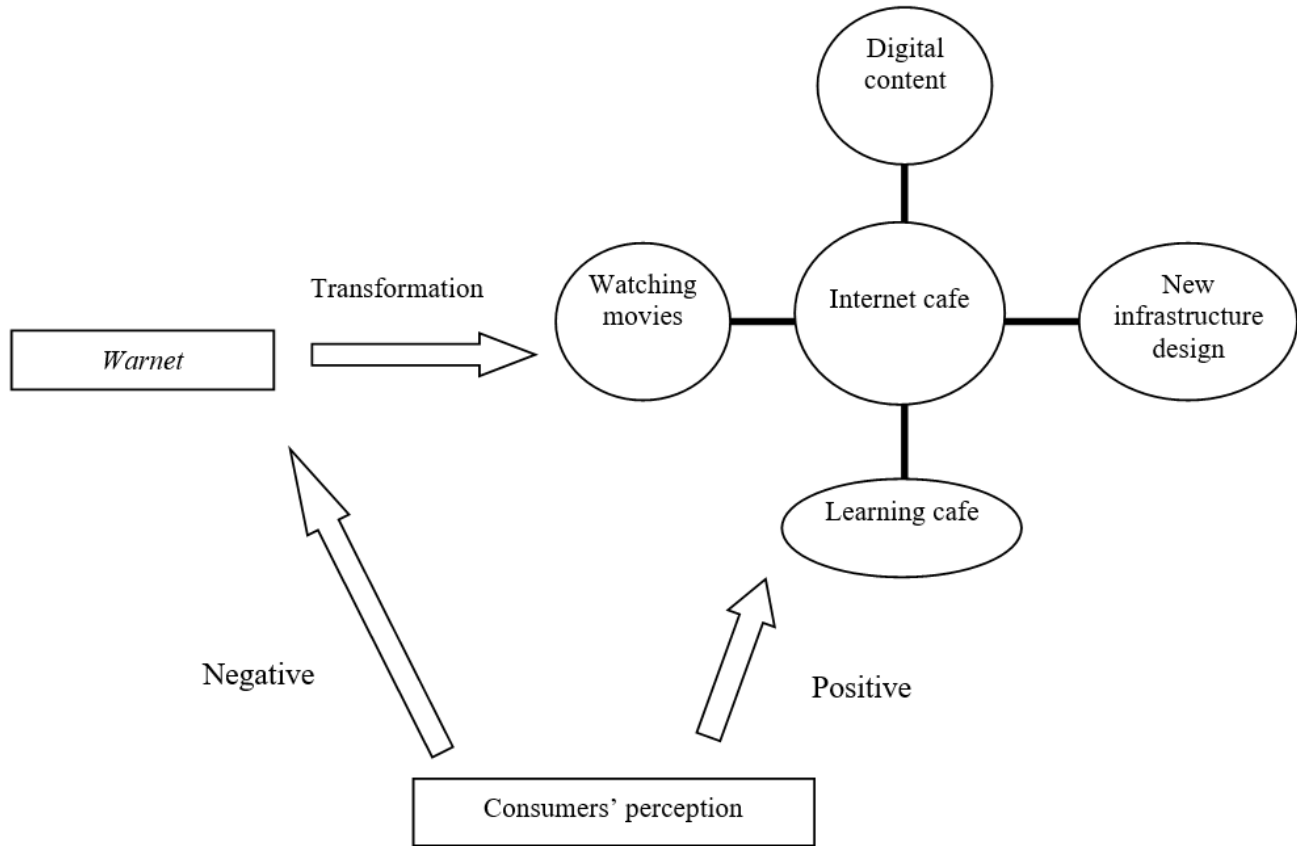 Digital
content
Transformation
Watching
movies
Internet cafe
New
infrastructure
design
Warnet
Learning cafe
Negative
Positive
Consumers’ perception